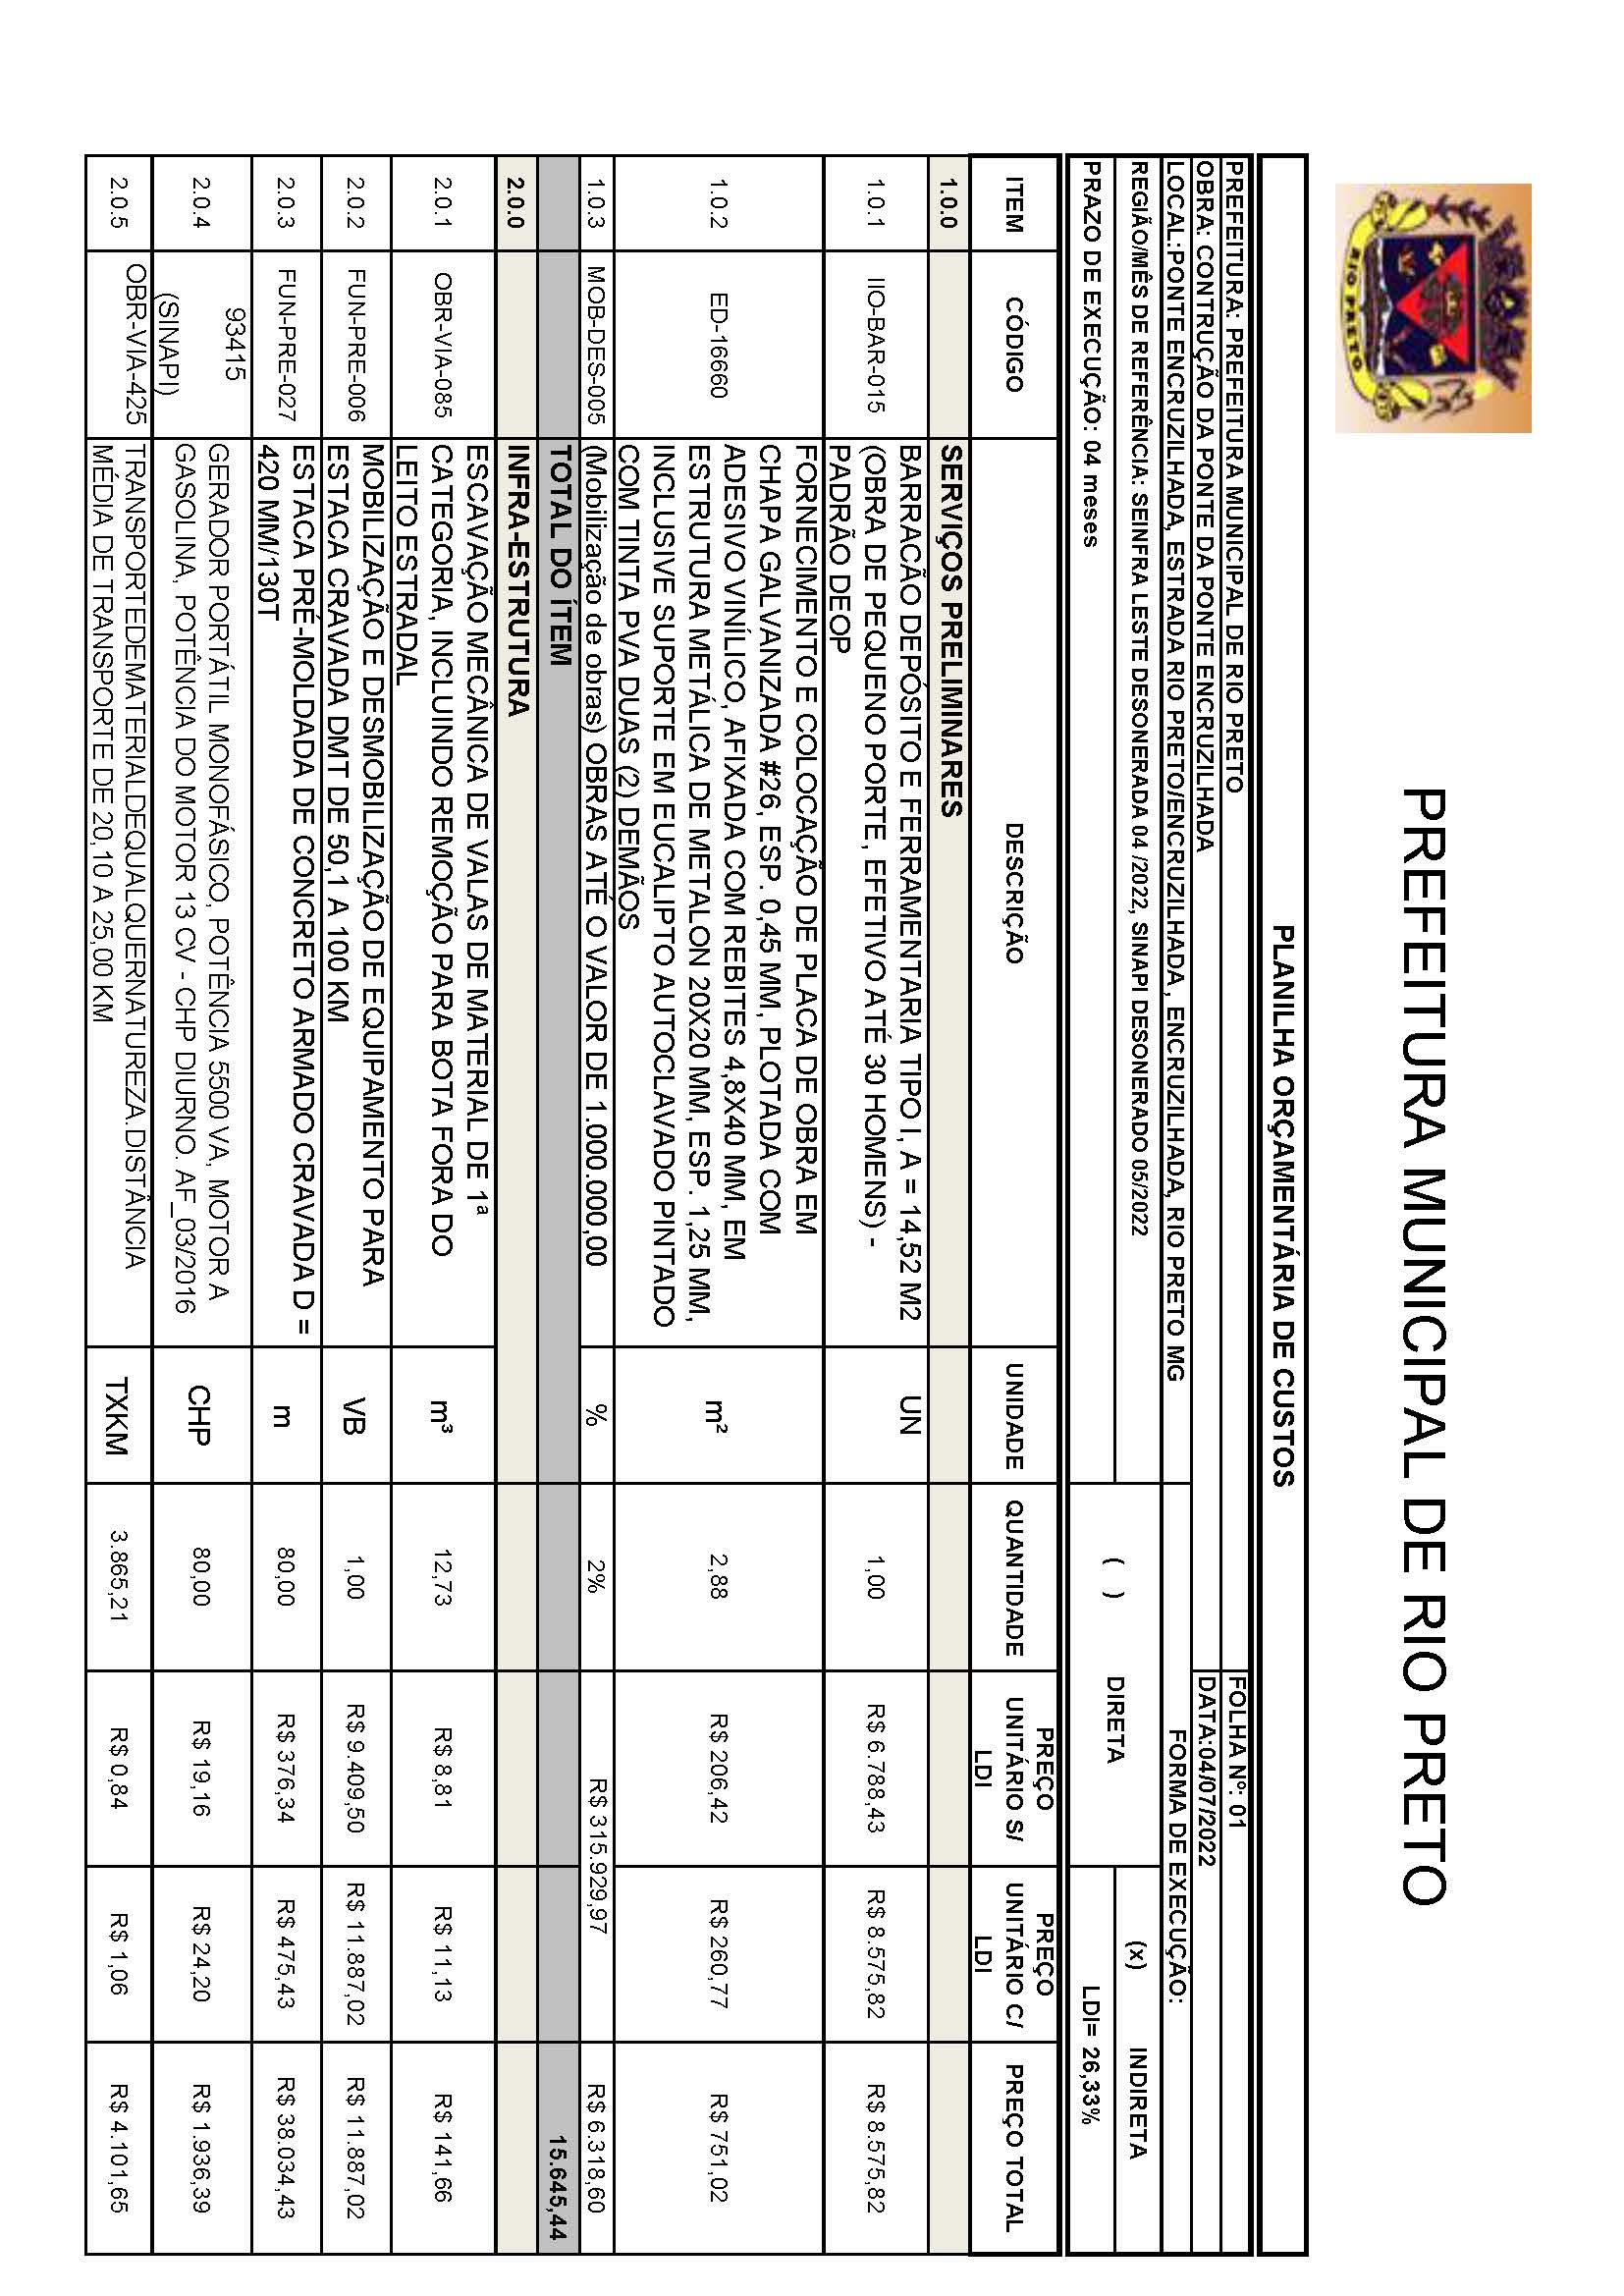 RIO PRETO
PREFEITURA MUNICIPAL DE RIO PRETO
PLANILHA ORÇAMENTÁRIA DE CUSTOS
PREFEITURA: PREFEITURA MUNICIPAL DE RIO PRETO
FOLHA Nº: 01
OBRA: CONTRUÇÃO DA PONTE DA PONTE ENCRUZILHADA
DATA:04/07/2022
LOCAL:PONTE ENCRUZILHADA, ESTRADA RIO PRETO/ENCRUZILHADA , ENCRUZILHADA, RIO PRETO MG
FORMA DE EXECUÇÃO:
REGIÃO/MÊS DE REFERÊNCIA: SEINFRA LESTE DESONERADA 04 /2022, SINAPI DESONERADO 05/2022
( ) DIRETA
(x) INDIRETA
PRAZO DE EXECUÇÃO: 04 meses
LDI= 26,33%
ITEM CÓDIGO DESCRIÇÃO UNIDADE QUANTIDADE
PREÇO
UNITÁRIO S/
LDI
PREÇO
UNITÁRIO C/
LDI
PREÇO TOTAL
1.0.0 SERVIÇOS PRELIMINARES
1.0.1 IIO-BAR-015
BARRACÃO DEPÓSITO E FERRAMENTARIA TIPO I, A = 14,52 M2
(OBRA DE PEQUENO PORTE, EFETIVO ATÉ 30 HOMENS) -
PADRÃO DEOP
UN 1,00 R$ 6.788,43 R$ 8.575,82 R$ 8.575,82
1.0.2 ED-16660
FORNECIMENTO E COLOCAÇÃO DE PLACA DE OBRA EM
CHAPA GALVANIZADA #26, ESP. 0,45 MM, PLOTADA COM
ADESIVO VINÍLICO, AFIXADA COM REBITES 4,8X40 MM, EM
ESTRUTURA METÁLICA DE METALON 20X20 MM, ESP. 1,25 MM,
INCLUSIVE SUPORTE EM EUCALIPTO AUTOCLAVADO PINTADO
COM TINTA PVA DUAS (2) DEMÃOS
m² 2,88 R$ 206,42 R$ 260,77 R$ 751,02
1.0.3 MOB-DES-005 (Mobilização de obras) OBRAS ATÉ O VALOR DE 1.000.000,00 % 2% R$ 315.929,97 R$ 6.318,60
TOTAL DO ÍTEM 15.645,44
2.0.0 INFRA-ESTRUTURA
2.0.1 OBR-VIA-085
ESCAVAÇÃO MECÂNICA DE VALAS DE MATERIAL DE 1ª
CATEGORIA, INCLUINDO REMOÇÃO PARA BOTA FORA DO
LEITO ESTRADAL
m³ 12,73 R$ 8,81 R$ 11,13 R$ 141,66
2.0.2 FUN-PRE-006
MOBILIZAÇÃO E DESMOBILIZAÇÃO DE EQUIPAMENTO PARA
ESTACA CRAVADA DMT DE 50,1 A 100 KM
VB 1,00 R$ 9.409,50 R$ 11.887,02 R$ 11.887,02
2.0.3 FUN-PRE-027
ESTACA PRÉ-MOLDADA DE CONCRETO ARMADO CRAVADA D =
420 MM/130T
m 80,00 R$ 376,34 R$ 475,43 R$ 38.034,43
2.0.4
93415
(SINAPI)
GERADOR PORTÁTIL MONOFÁSICO, POTÊNCIA 5500 VA, MOTOR A
GASOLINA, POTÊNCIA DO MOTOR 13 CV - CHP DIURNO. AF_03/2016
CHP 80,00 R$ 19,16 R$ 24,20 R$ 1.936,39
2.0.5 OBR-VIA-425
TRANSPORTEDEMATERIALDEQUALQUERNATUREZA.DISTÂNCIA
MÉDIA DE TRANSPORTE DE 20,10 A 25,00 KM
TXKM 3.865,21 R$ 0,84 R$ 1,06 R$ 4.101,65